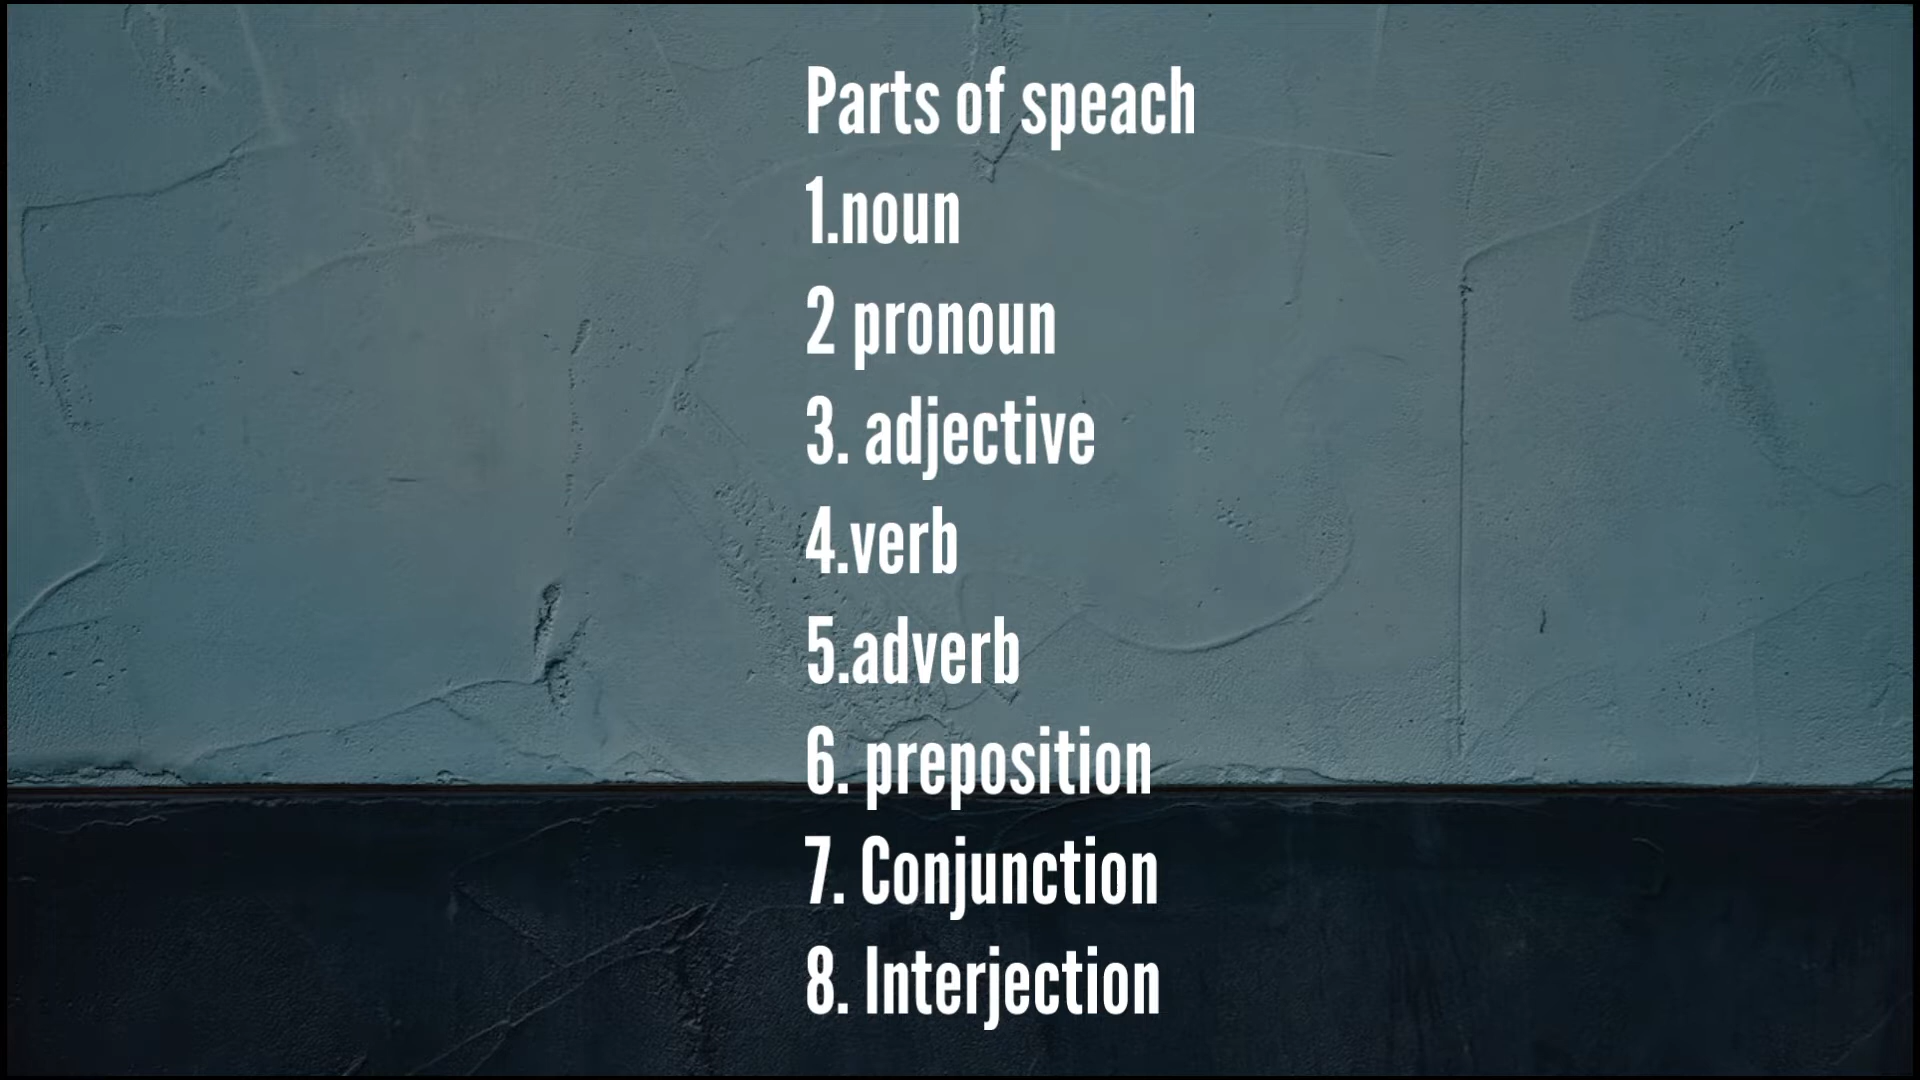 Parts of speach
1.noun
2 pronoun
3. adjective
4.verb
5.adverb
6. preposition
7. Conjunction
8. Interjection